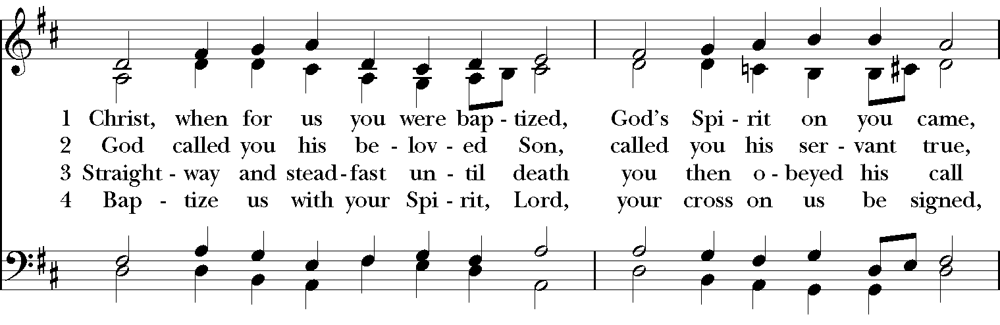 1 Christ, when for us you were bap - tized, God’s Spi - rit on you came,
2 God called you his be - lov - ed Son, called you his ser - vant true,
3 Straight - way and stead - fast un - til death you then o - beyed his call
4 Bap - tize us with your Spi - rit, Lord, your cross on us be signed,